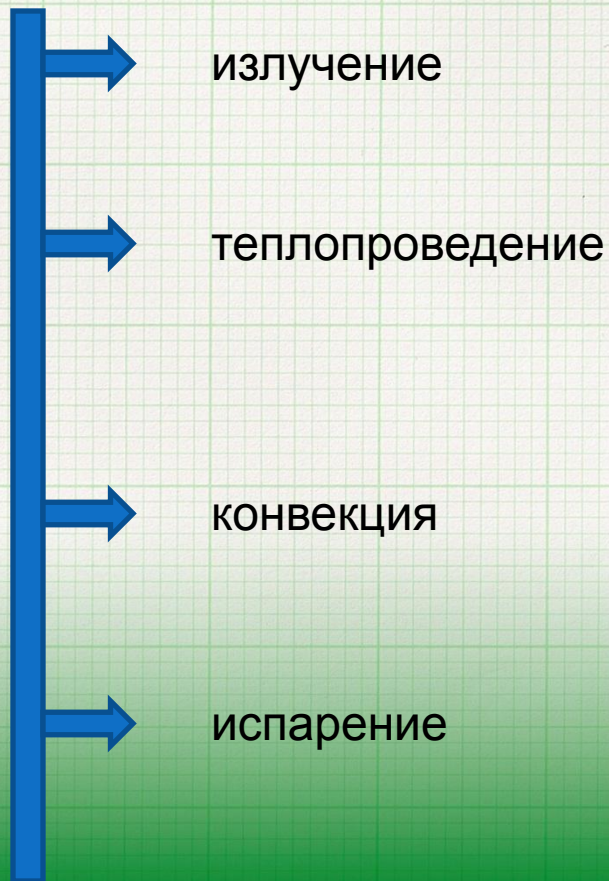 излучение
теплопроведение
конвекция
испарение